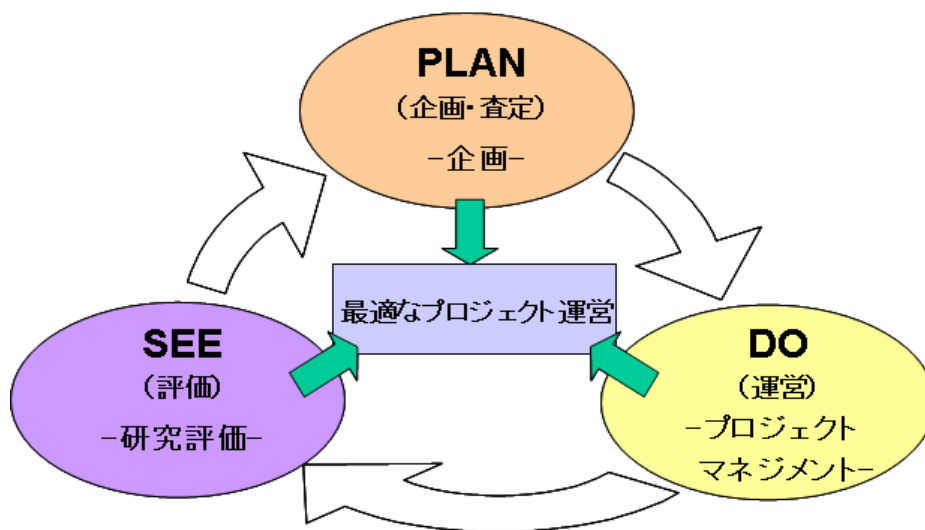 PLAN
(企画・査定)
-企画-
最適なプロジェクト運営
SEE
(評価)
-研究評価-
DO
(運営)
-プロジェクト
マネジメント-